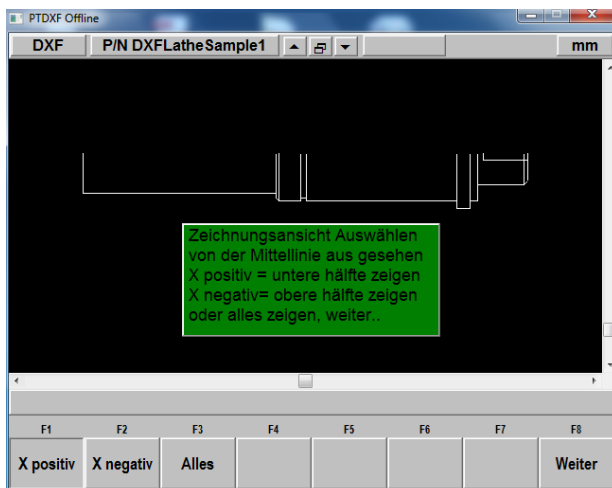 PTDXF Offline
DXF P/N DXFLatheSample1 mm
Zeichnungsansicht Auswählen
von der Mittellinie aus gesehen
X positiv = untere hälfte zeigen
X negativ= obere hälfte zeigen
oder alles zeigen, weiter..
F1 F2 F3 F4 F5 F6 F7 F8
X positiv X negativ Alles Weiter